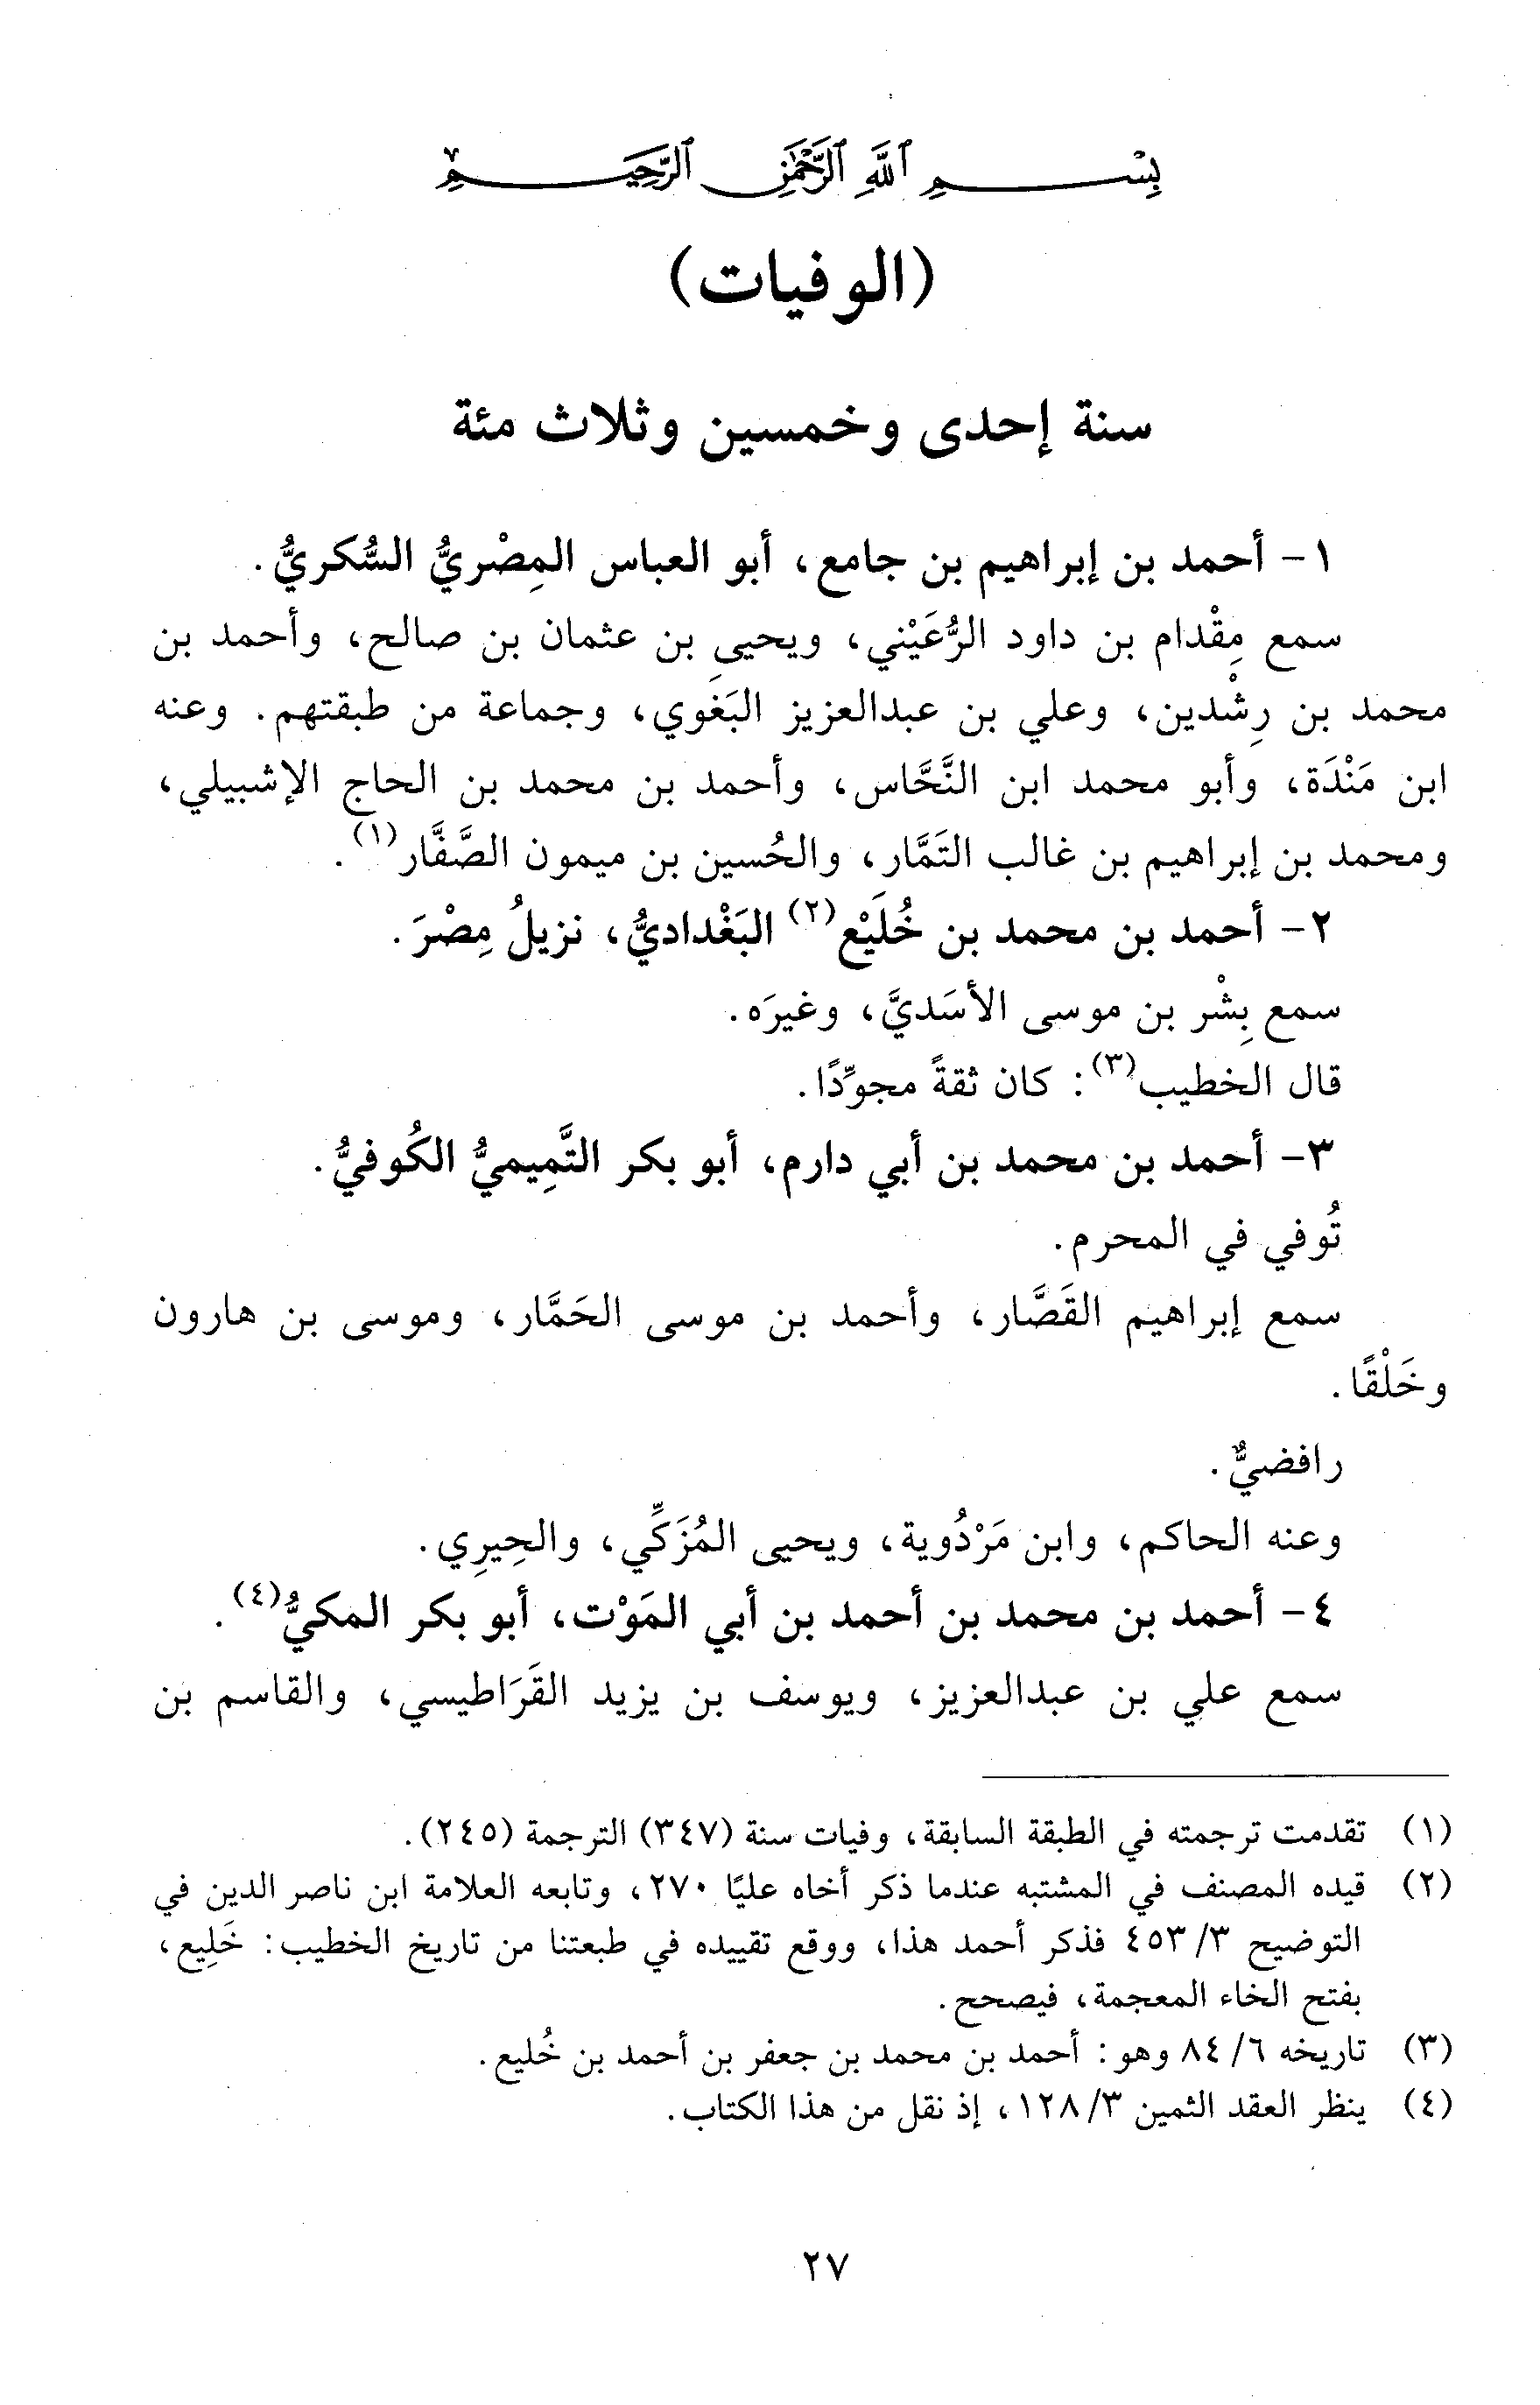 بِسْمِ ٱللَّهِ ٱلرَّحْمَٰنِ ٱلرَّحِيمِ
(الوفيات)
سنة إحدى وخمسين وثلاث مئة
١- أحمد بن إبراهيم بن جامع، أبو العباس المِصْريُّ السُّكريُّ.
سمع مِقْدام بن داود الرُّعَيْني، ويحيى بن عثمان بن صالح، وأحمد بن
محمد بن رِشْدين، وعلي بن عبدالعزيز البَغَوي، وجماعة من طبقتهم. وعنه
ابن مَنْدَة، وأبو محمد ابن النَّحَّاس، وأحمد بن محمد بن الحاج الإشبيلي،
ومحمد بن إبراهيم بن غالب التَمَّار، والحُسين بن ميمون الصَّفَّار(١).
٢- أحمد بن محمد بن خُلَيْع(٢) البَغْداديُّ، نزيلُ مِصْرَ.
سمع بِشْر بن موسى الأسَديَّ، وغيرَه.
قال الخطيب(٣): كان ثقةً مجوِّدًا.
٣- أحمد بن محمد بن أبي دارم، أبو بكر التَّمِيميُّ الكُوفيُّ.
تُوفي في المحرم.
سمع إبراهيم القَصَّار، وأحمد بن موسى الحَمَّار، وموسى بن هارون
وخَلْقًا.
رافضيٌّ.
وعنه الحاكم، وابن مَرْدُوية، ويحيى المُزَكِّي، والحِيرِي.
٤- أحمد بن محمد بن أحمد بن أبي المَوْت، أبو بكر المكيُّ(٤).
سمع علي بن عبدالعزيز، ويوسف بن يزيد القَرَاطيسي، والقاسم بن
(١) تقدمت ترجمته في الطبقة السابقة، وفيات سنة (٣٤٧) الترجمة (٢٤٥).
(٢) قيده المصنف في المشتبه عندما ذكر أخاه عليًا ٢٧٠، وتابعه العلامة ابن ناصر الدين في
التوضيح ٣/ ٤٥٣ فذكر أحمد هذا، ووقع تقييده في طبعتنا من تاريخ الخطيب: خَليع،
بفتح الخاء المعجمة، فيصحح.
(٣) تاريخه ٦/ ٨٤ وهو: أحمد بن محمد بن جعفر بن أحمد بن خُليع.
(٤) ينظر العقد الثمين ٣/ ١٢٨، إذ نقل من هذا الكتاب.
٢٧